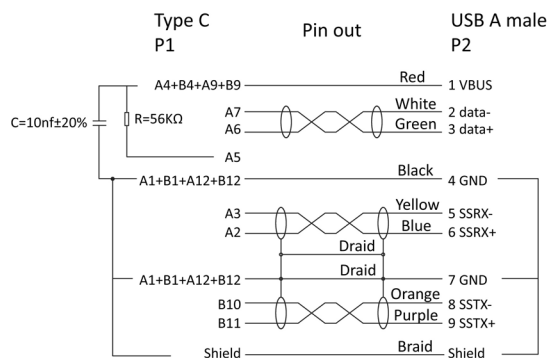 Type C
P1
Pin out
USB A male
P2
A4+B4+A9+B9 Red 1 VBUS
C=10nf±20%
R=56KΩ
A7 White 2 data-
A6 Green 3 data+
A5
A1+B1+A12+B12 Black 4 GND
A3 Yellow 5 SSRX-
A2 Blue 6 SSRX+
Draid
A1+B1+A12+B12 Draid 7 GND
B10 Orange 8 SSTX-
B11 Purple 9 SSTX+
Shield Braid Shield